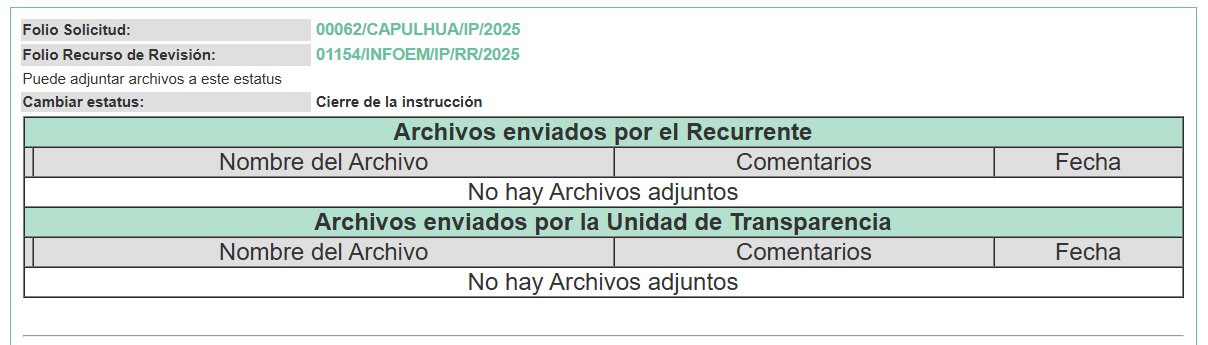 Folio Solicitud: 00062/CAPULHUA/IP/2025
Folio Recurso de Revisión: 01154/INFOEM/IP/RR/2025
Puede adjuntar archivos a este estatus
Cambiar estatus: Cierre de la instrucción
Archivos enviados por el Recurrente
Nombre del Archivo Comentarios Fecha
No hay Archivos adjuntos
Archivos enviados por la Unidad de Transparencia
Nombre del Archivo Comentarios Fecha
No hay Archivos adjuntos